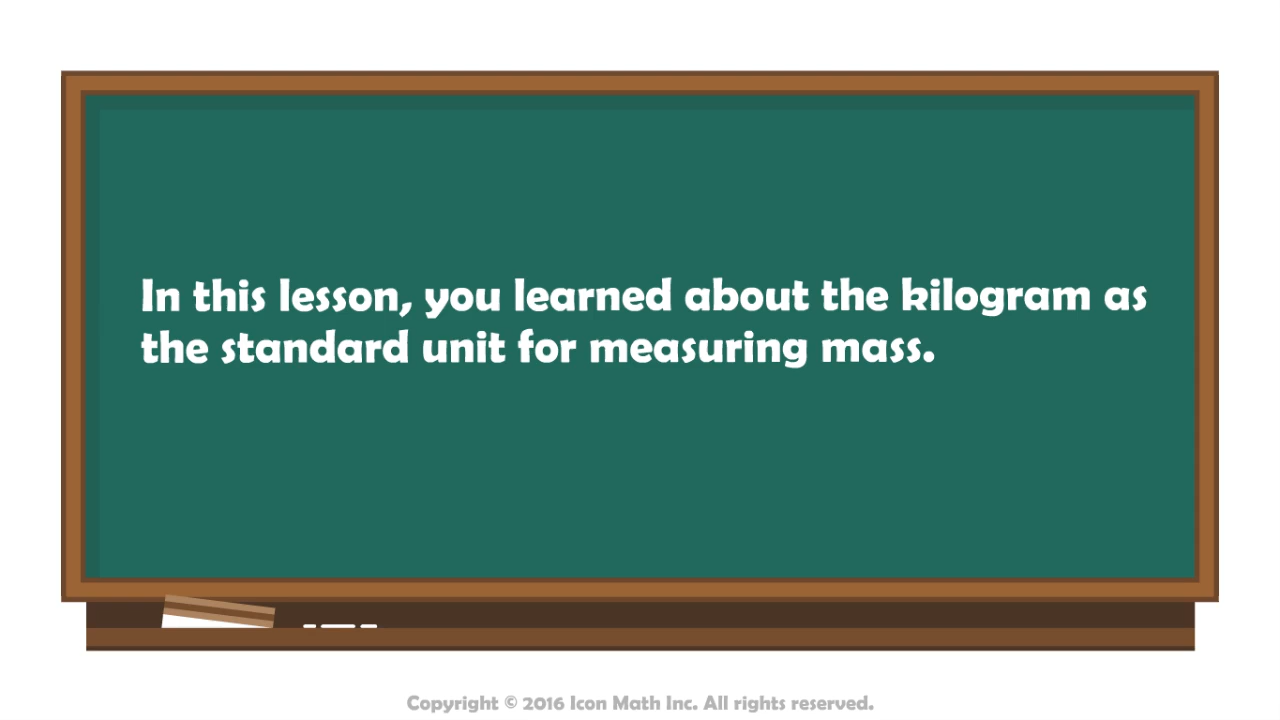 In this lesson, you learned about the kilogram as
the standard unit for measuring mass.
Copyright © 2016 Icon Math Inc. All rights reserved.